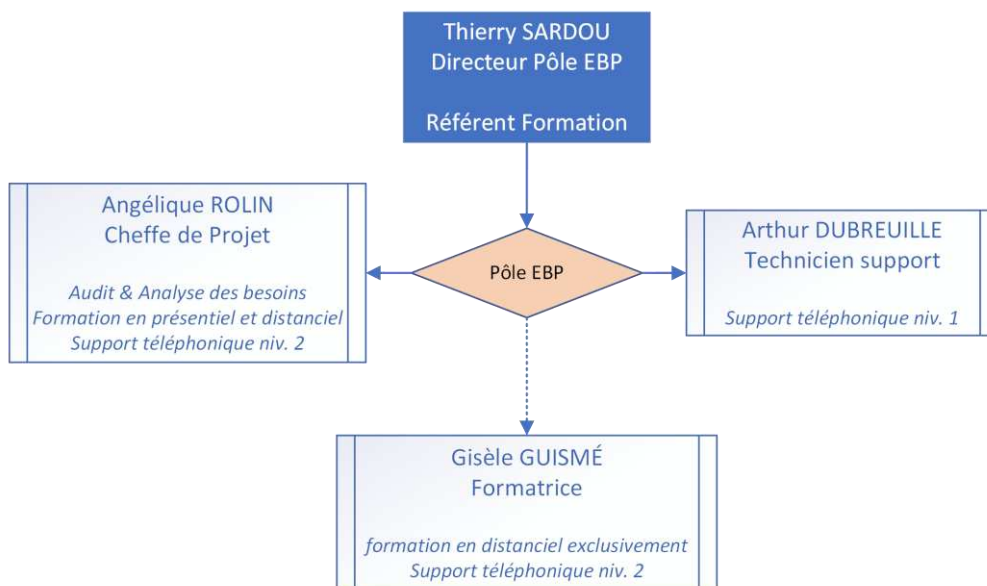 Thierry SARDOU
Directeur Pôle EBP
Référent Formation
Angélique ROLIN
Cheffe de Projet
Audit & Analyse des besoins
Formation en présentiel et distanciel
Support téléphonique niv. 2
Pôle EBP
Arthur DUBREUILLE
Technicien support
Support téléphonique niv. 1
Gisèle GUISMÉ
Formatrice
formation en distanciel exclusivement
Support téléphonique niv. 2